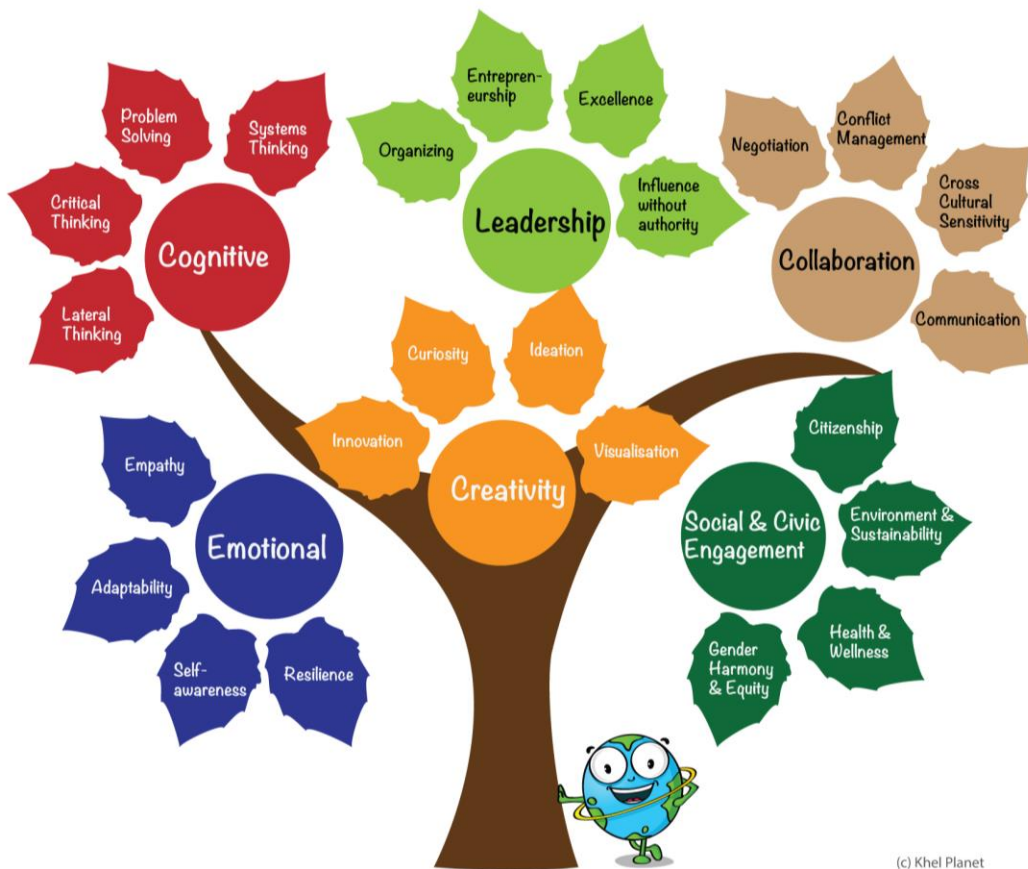 Problem
Solving
Systems
Thinking
Critical
Thinking
Lateral
Thinking
Cognitive
Entrepren-
eurship
Excellence
Organizing
Influence
without
authority
Leadership
Negotiation
Conflict
Management
Cross
Cultural
Sensitivity
Communication
Collaboration
Curiosity
Ideation
Innovation
Visualisation
Creativity
Empathy
Adaptability
Self-
awareness
Resilience
Emotional
Citizenship
Environment &
Sustainability
Health &
Wellness
Gender
Harmony
& Equity
Social & Civic
Engagement
(c) Khel Planet